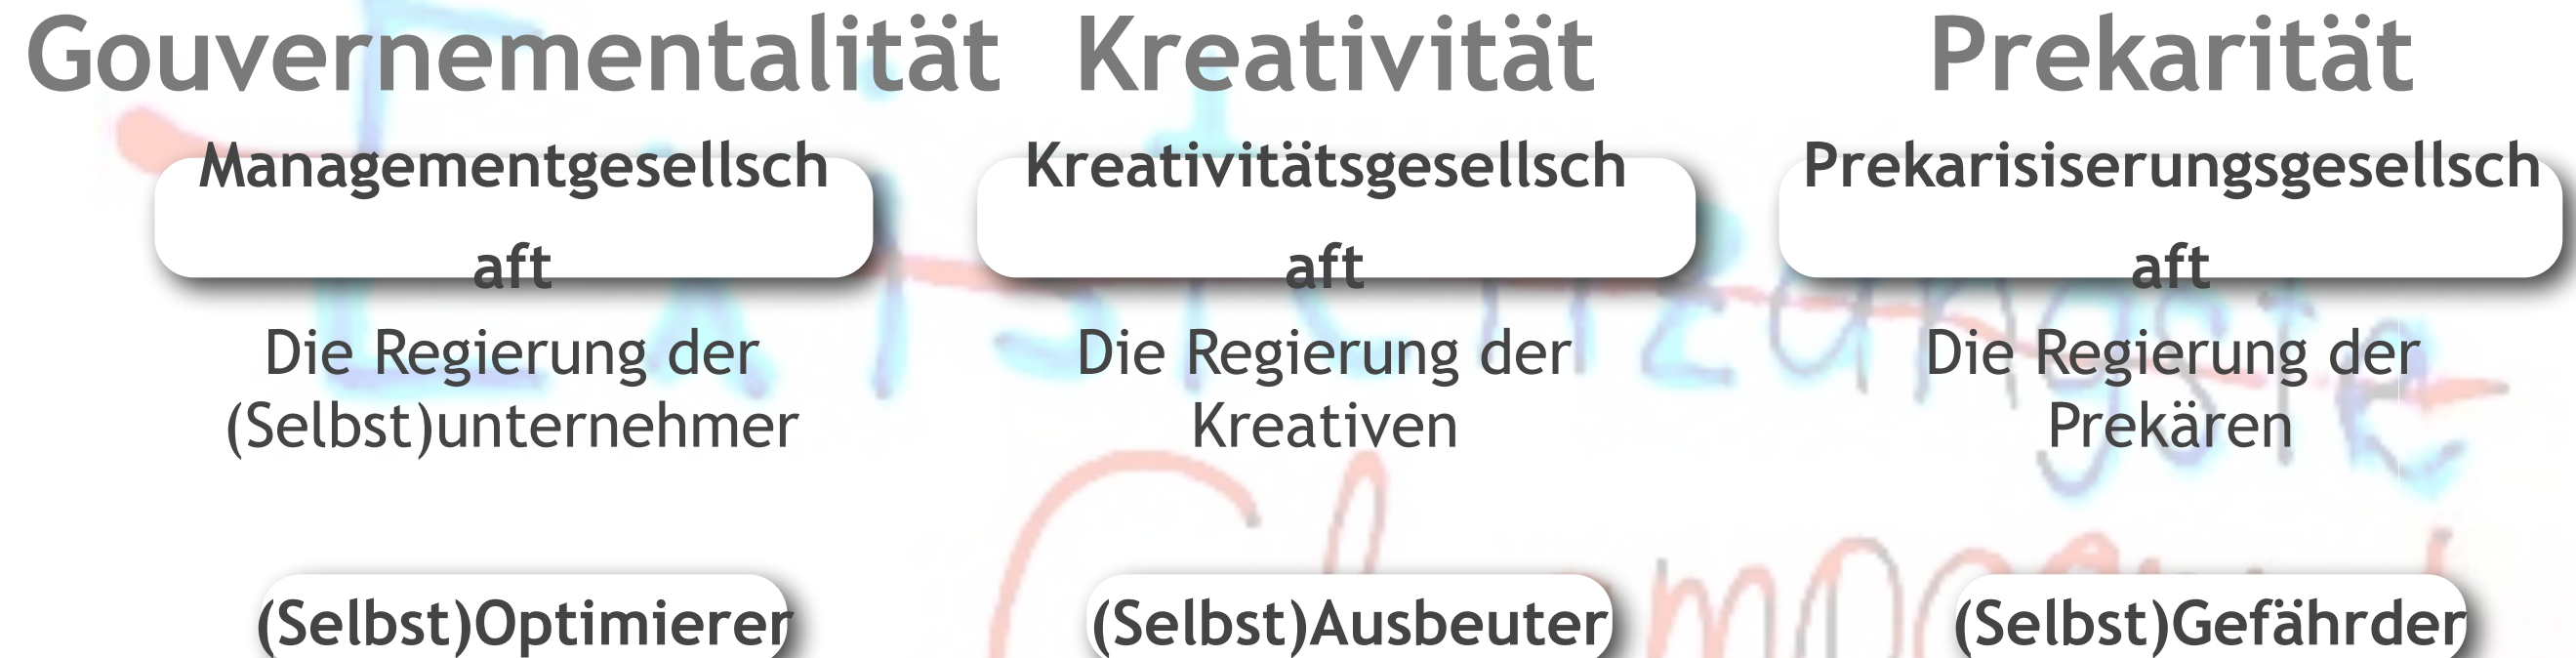 Gouvernementalität Kreativität Prekarität
Managementgesellsch
aft
Kreativitätsgesellsch
aft
Prekarisiserungsgesellsch
aft
Die Regierung der
(Selbst)unternehmer
Die Regierung der
Kreativen
Die Regierung der
Prekären
(Selbst)Optimierer
(Selbst)Ausbeuter
(Selbst)Gefährder